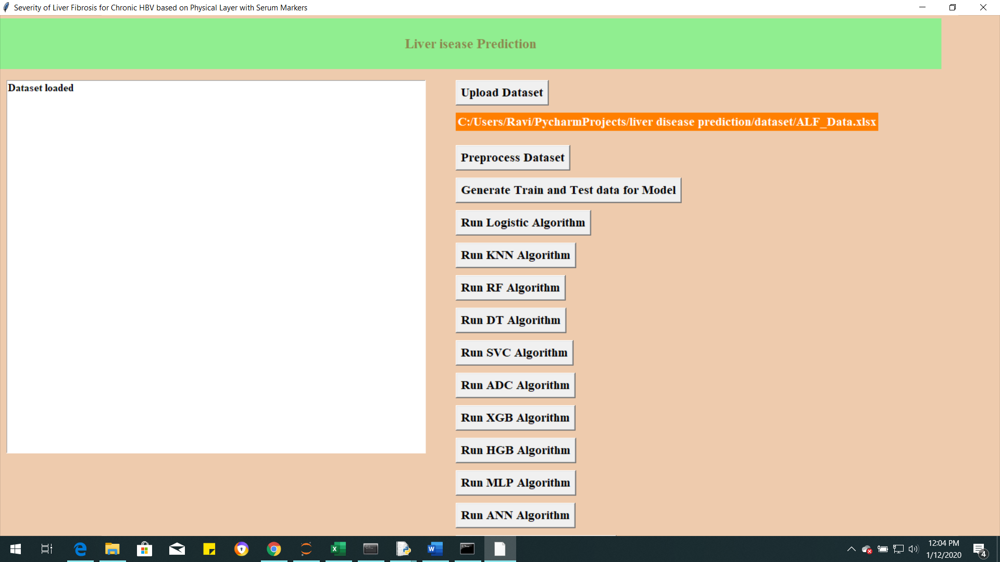 Severity of Liver Fibrosis for Chronic HBV based on Physical Layer with Serum Markers
Liver isease Prediction
Dataset loaded
Upload Dataset
C:/Users/Ravi/PycharmProjects/liver disease prediction/dataset/ALF_Data.xlsx
Preprocess Dataset
Generate Train and Test data for Model
Run Logistic Algorithm
Run KNN Algorithm
Run RF Algorithm
Run DT Algorithm
Run SVC Algorithm
Run ADC Algorithm
Run XGB Algorithm
Run HGB Algorithm
Run MLP Algorithm
Run ANN Algorithm
12:04 PM
1/12/2020
4